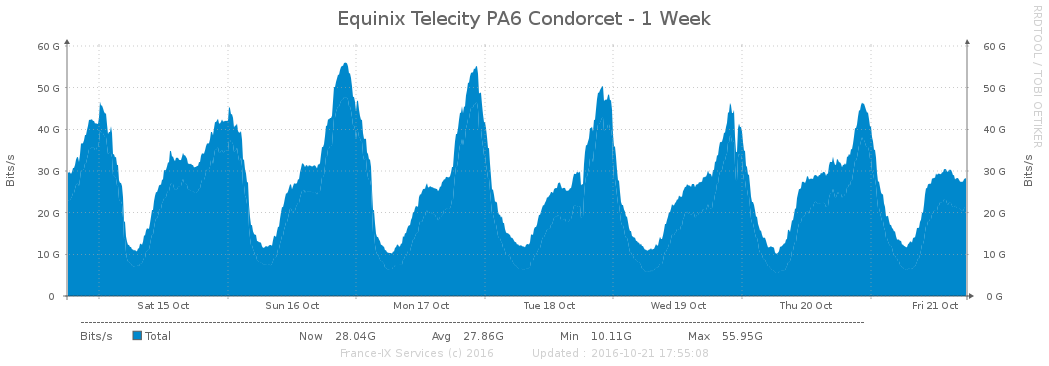 Equinix Telecity PA6 Condorcet - 1 Week
RRDTOOL / TOBI OETIKER
Bits/s
Bits/s
60 G 60 G
50 G 50 G
40 G 40 G
30 G 30 G
20 G 20 G
10 G 10 G
0 0 G
Sat 15 Oct Sun 16 Oct Mon 17 Oct Tue 18 Oct Wed 19 Oct Thu 20 Oct Fri 21 Oct
Bits/s Total Now 28.04G Avg 27.86G Min 10.11G Max 55.95G
France-IX Services (c) 2016 Updated : 2016-10-21 17:55:08